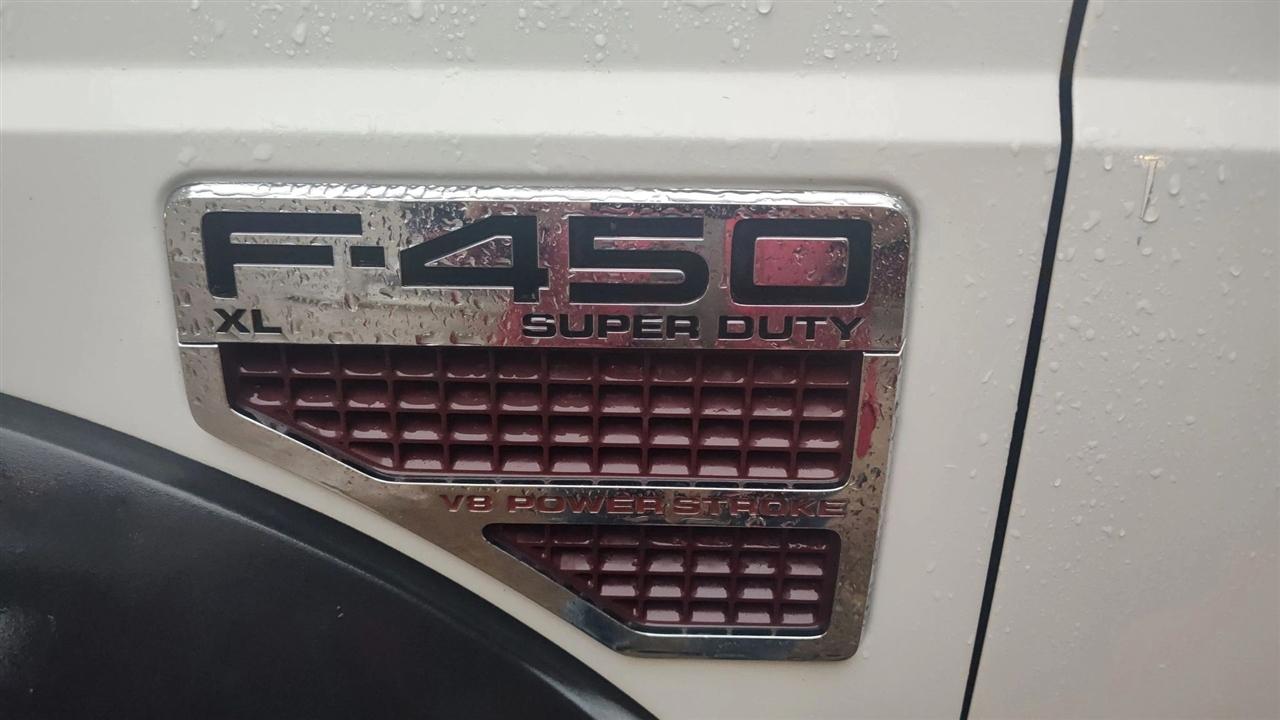 F-450
XL SUPER DUTY
V8 POWER STROKE